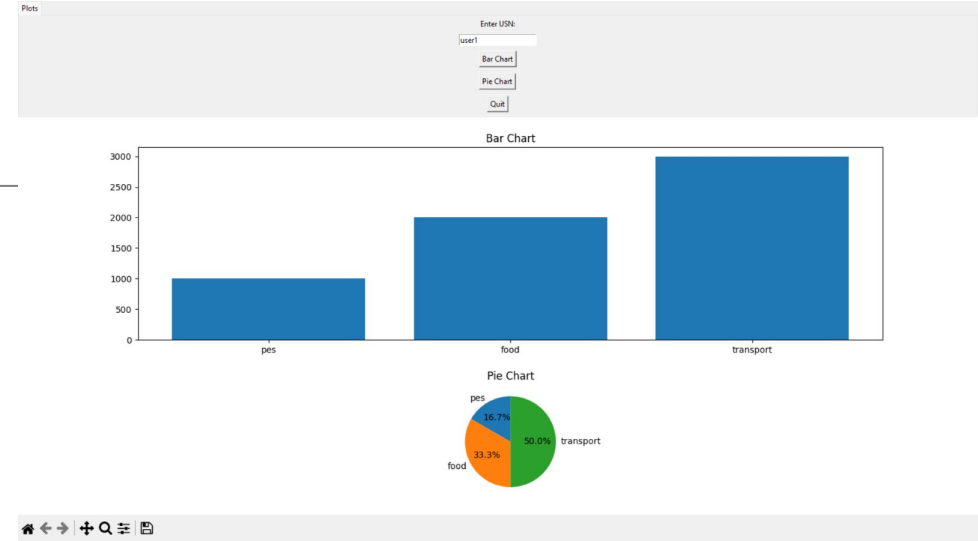 Plots
Enter USN:
user1
Bar Chart
Pie Chart
Quit
Bar Chart
3000
2500
2000
1500
1000
500
0
pes food transport
Pie Chart
pes
16.7%
50.0% transport
33.3%
food